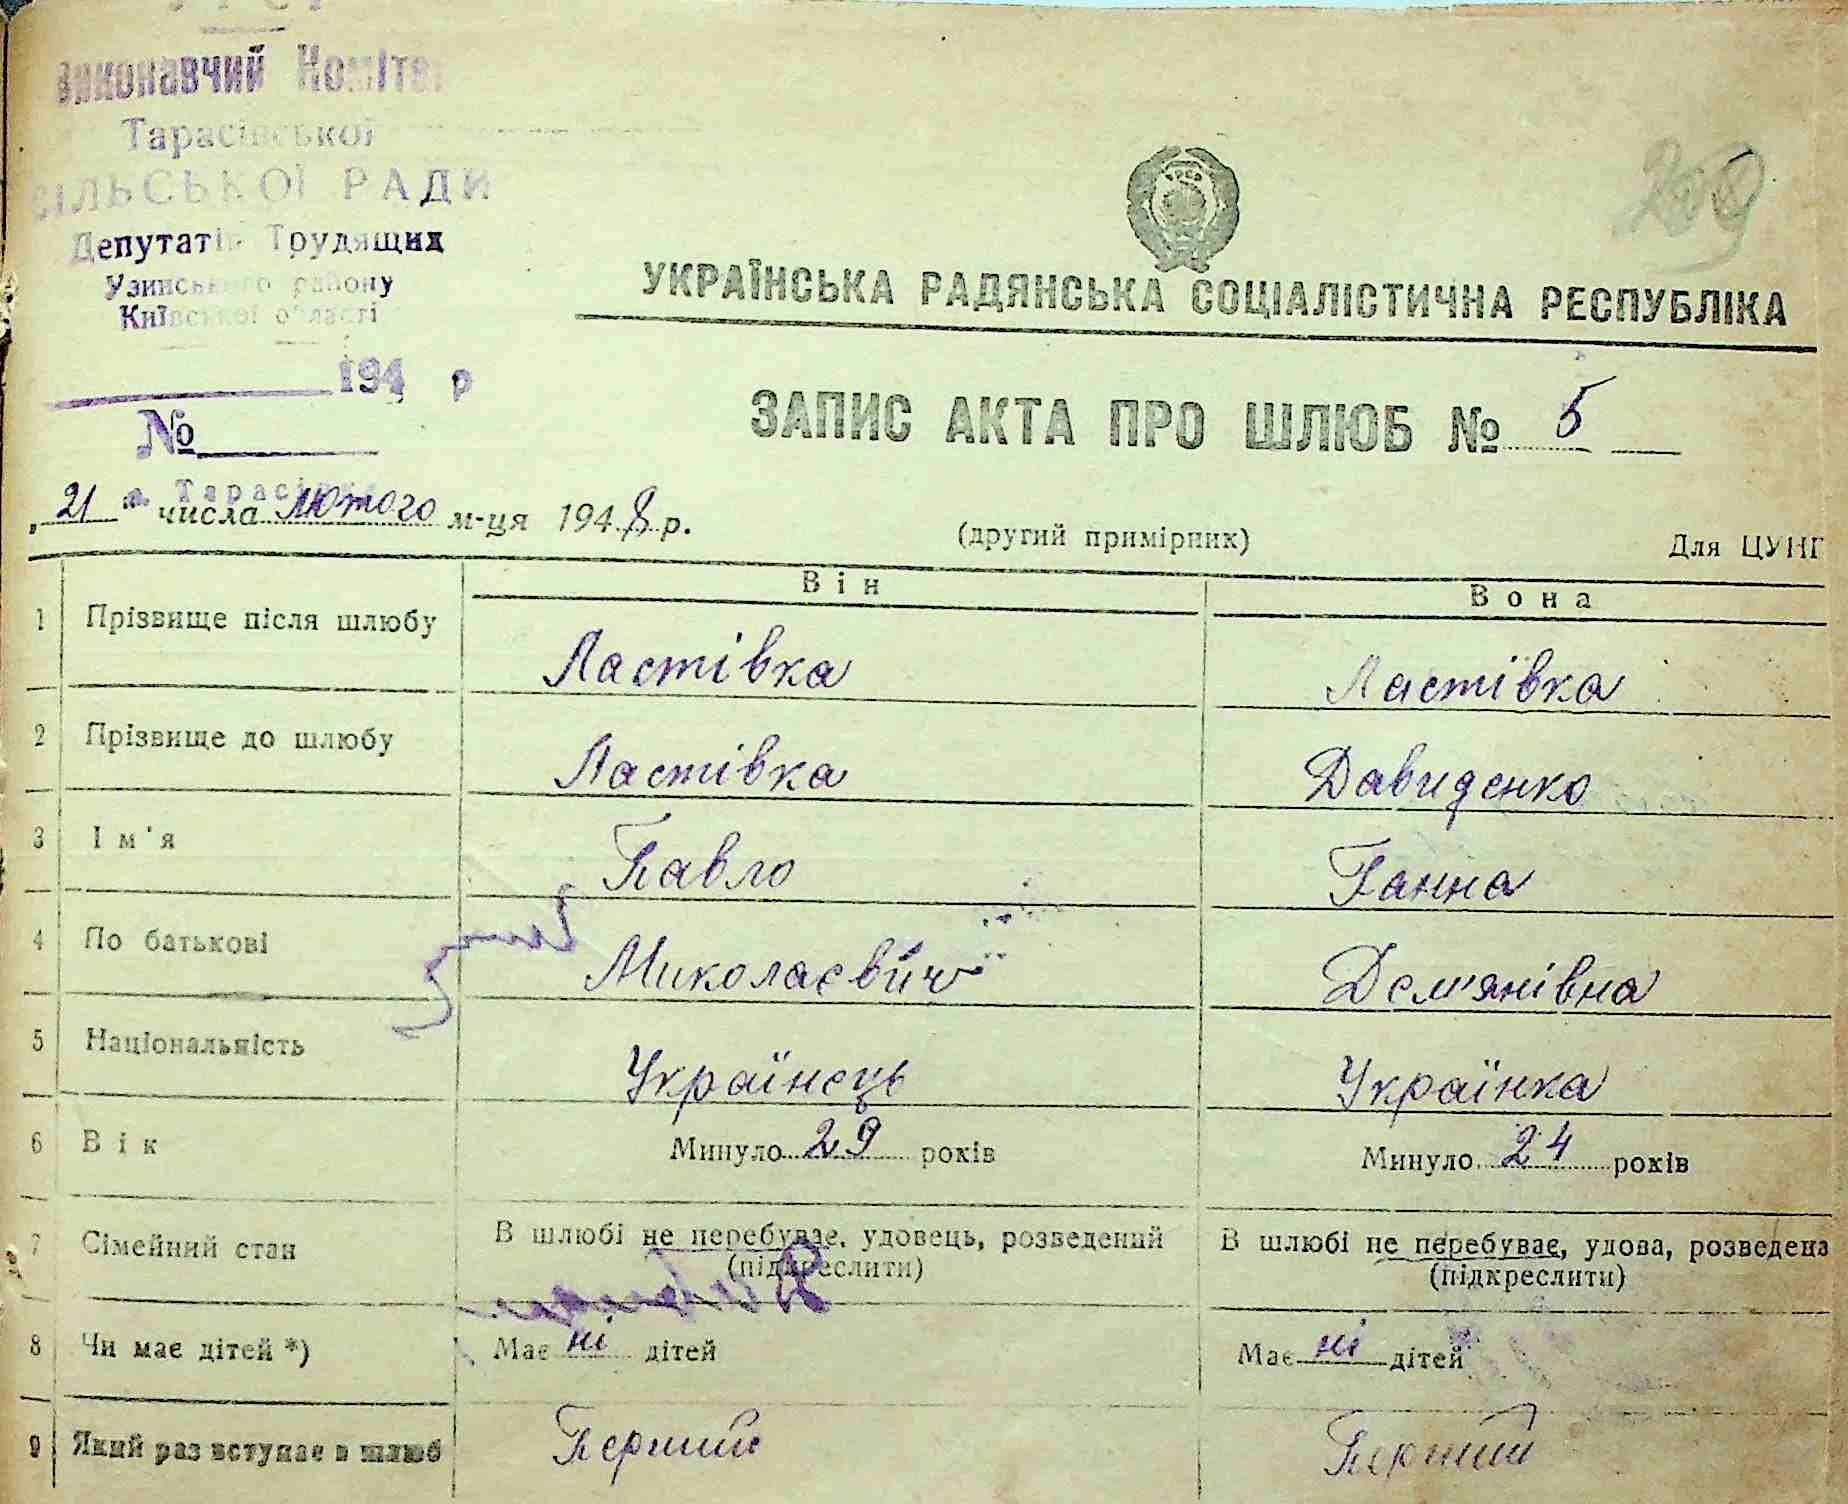 Виконавчий Коміте
Тарасівської
СІЛЬСЬКОЇ РАДИ
Депутатів Трудящих
Узинського району
Київської області
194 р
№
УКРАЇНСЬКА РАДЯНСЬКА СОЦІАЛІСТИЧНА РЕСПУБЛІКА
ЗАПИС АКТА ПРО ШЛЮБ № 5
с. Тарасівка
„21“ числа лютого м-ця 1948 р.
(другий примірник) Для ЦУНГ
Він Вона
1 Прізвище після шлюбу Ластівка Ластівка
2 Прізвище до шлюбу Ластівка Давиденко
3 Ім'я Павло Ганна
4 По батькові Миколаєвич Дем'янівна
5 Національність Українець Українка
6 Вік Минуло 29 років Минуло 24 років
7 Сімейний стан В шлюбі не перебуває, удовець, розведений В шлюбі не перебуває, удова, розведена
(підкреслити) (підкреслити)
8 Чи має дітей *) Має ні дітей Має ні дітей
9 Який раз вступає в шлюб Перший Перший